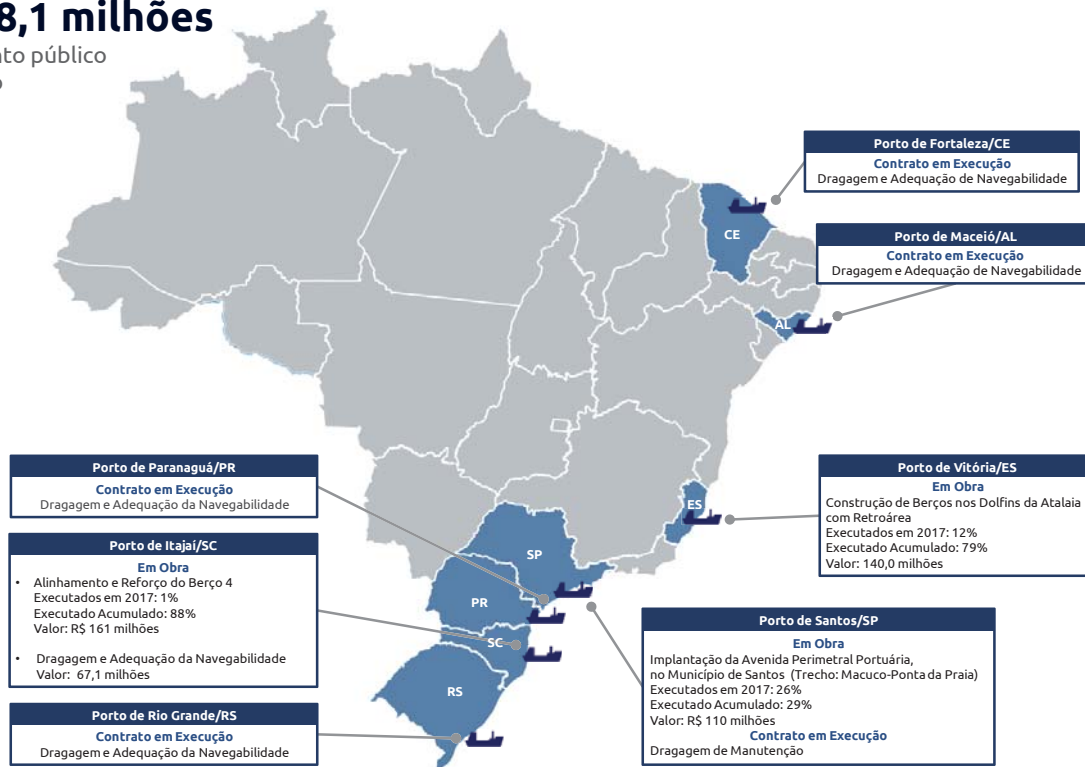 8,1 milhões
to público
Porto de Fortaleza/CE
Contrato em Execução
Dragagem e Adequação de Navegabilidade
Porto de Maceió/AL
Contrato em Execução
Dragagem e Adequação de Navegabilidade
CE
AL
Porto de Paranaguá/PR
Contrato em Execução
Dragagem e Adequação da Navegabilidade
Porto de Itajaí/SC
Em Obra
• Alinhamento e Reforço do Berço 4
Executados em 2017: 1%
Executado Acumulado: 88%
Valor: R$ 161 milhões
• Dragagem e Adequação da Navegabilidade
Valor: 67,1 milhões
Porto de Rio Grande/RS
Contrato em Execução
Dragagem e Adequação da Navegabilidade
ES
SP
PR
SC
RS
Porto de Vitória/ES
Em Obra
Construção de Berços nos Dolfins da Atalaia
com Retroárea
Executados em 2017: 12%
Executado Acumulado: 79%
Valor: 140,0 milhões
Porto de Santos/SP
Em Obra
Implantação da Avenida Perimetral Portuária,
no Município de Santos (Trecho: Macuco-Ponta da Praia)
Executados em 2017: 26%
Executado Acumulado: 29%
Valor: R$ 110 milhões
Contrato em Execução
Dragagem de Manutenção